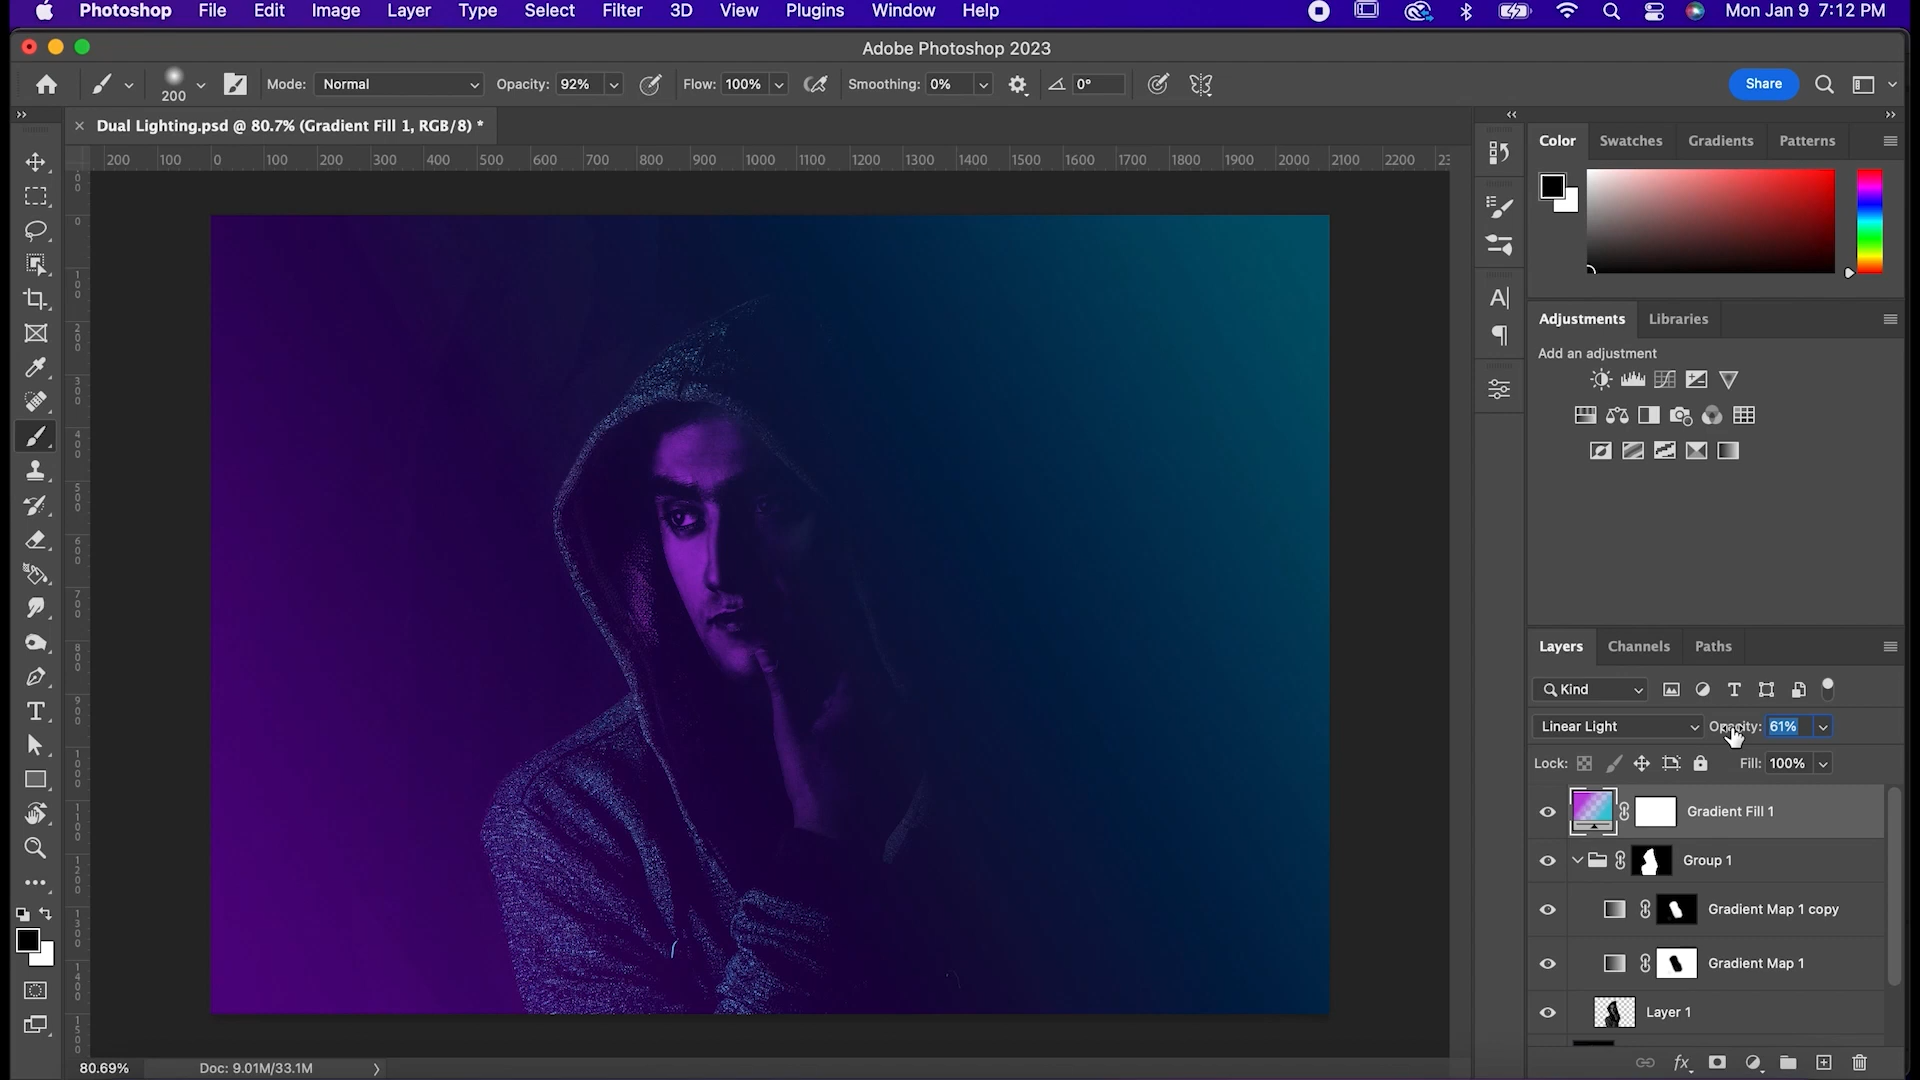 Photoshop File Edit Image Layer Type Select Filter 3D View Plugins Window Help Mon Jan 9 7:12 PM
Adobe Photoshop 2023
200 Mode: Normal Opacity: 92% Flow: 100% Smoothing: 0% 0° Share
Dual Lighting.psd @ 80.7% (Gradient Fill 1, RGB/8) *
200 100 0 100 200 300 400 500 600 700 800 900 1000 1100 1200 1300 1400 1500 1600 1700 1800 1900 2000 2100 2200
Color Swatches Gradients Patterns
Adjustments Libraries
Add an adjustment
Layers Channels Paths
Kind
Linear Light Opacity: 61%
Lock: Fill: 100%
Gradient Fill 1
Group 1
Gradient Map 1 copy
Gradient Map 1
Layer 1
80.69% Doc: 9.01M/33.1M